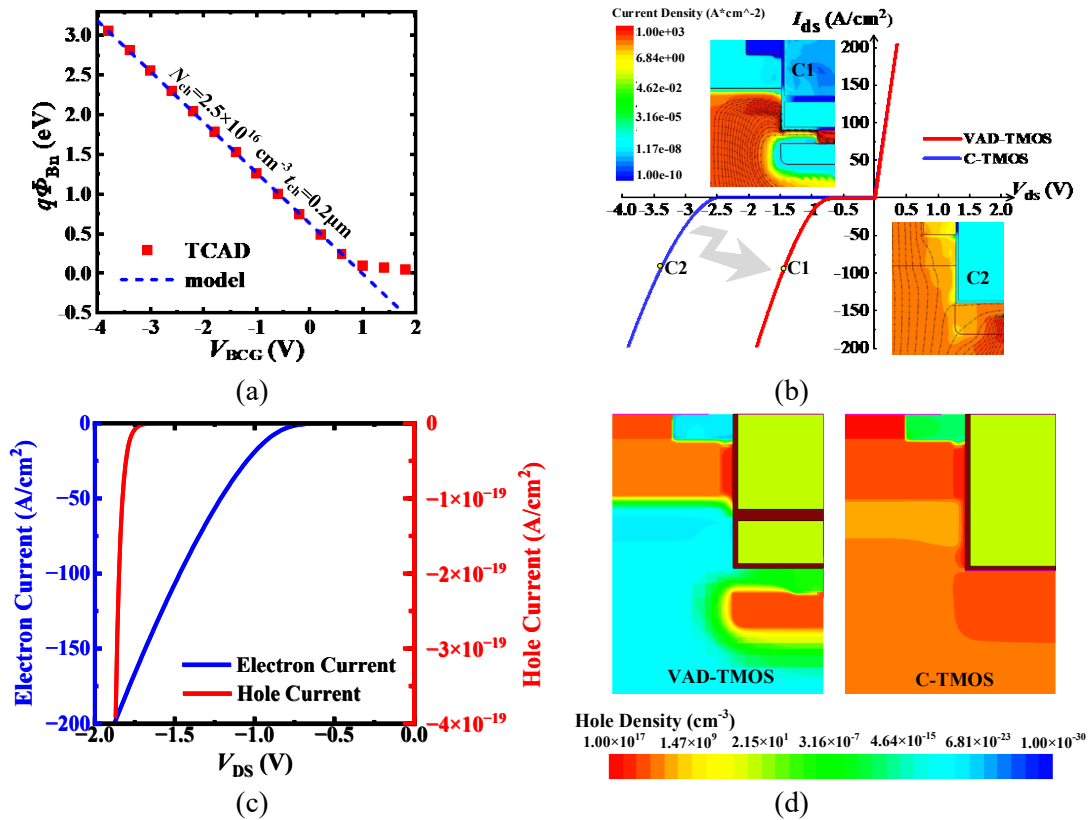 3.0
2.5
2.0
1.5
1.0
0.5
0.0
-0.5
qΦBn (eV)
Nch=2.5×10^16 cm^-3 tch=0.2μm
TCAD
model
-4 -3 -2 -1 0 1 2
VBCG (V)
(a)
Current Density (A*cm^-2)
1.00e+03
6.84e+00
4.62e-02
3.16e-05
1.17e-08
1.00e-10
Ids (A/cm²)
200
150
100
50
C1
VAD-TMOS
C-TMOS
Vds (V)
-4.0 -3.5 -3.0 -2.5 -2.0 -1.5 -1.0 -0.5
0.5 1.0 1.5 2.0
-50
-100
-150
-200
C2
C1
C2
(b)
0
-50
-100
-150
-200
Electron Current (A/cm²)
0
-1×10^-19
-2×10^-19
-3×10^-19
-4×10^-19
Hole Current (A/cm²)
Electron Current
Hole Current
-2.0 -1.5 -1.0 -0.5 0.0
VDS (V)
(c)
VAD-TMOS
C-TMOS
Hole Density (cm^-3)
1.00×10^17 1.47×10^9 2.15×10^1 3.16×10^-7 4.64×10^-15 6.81×10^-23 1.00×10^-30
(d)